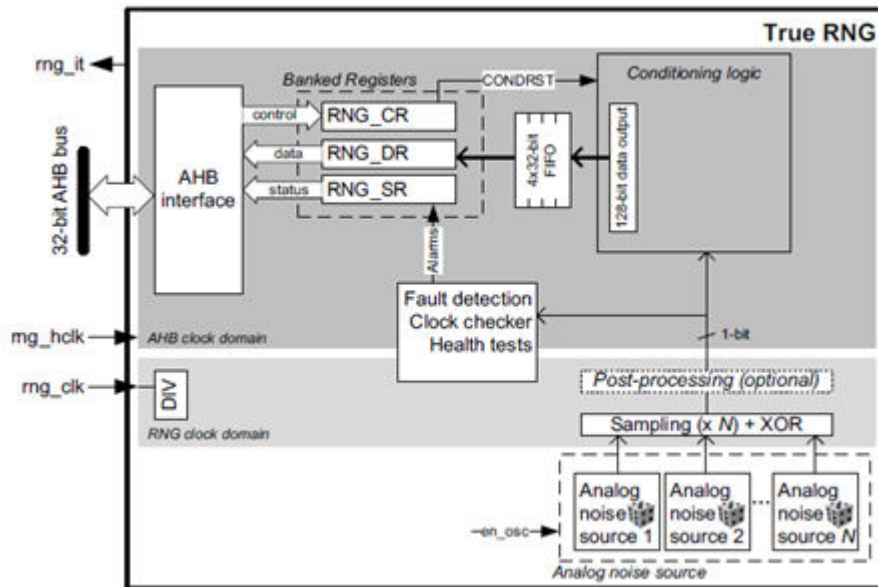 True RNG
rng_it
Banked Registers
CONDRST
Conditioning logic
control
RNG_CR
data
RNG_DR
status
RNG_SR
AHB
interface
32-bit AHB bus
4x32-bit
FIFO
128-bit data output
Alarms
Fault detection
Clock checker
Health tests
rng_hclk
AHB clock domain
1-bit
rng_clk
DIV
RNG clock domain
Post-processing (optional)
Sampling (x N) + XOR
en_osc
Analog
noise
source 1
Analog
noise
source 2
...
Analog
noise
source N
Analog noise source